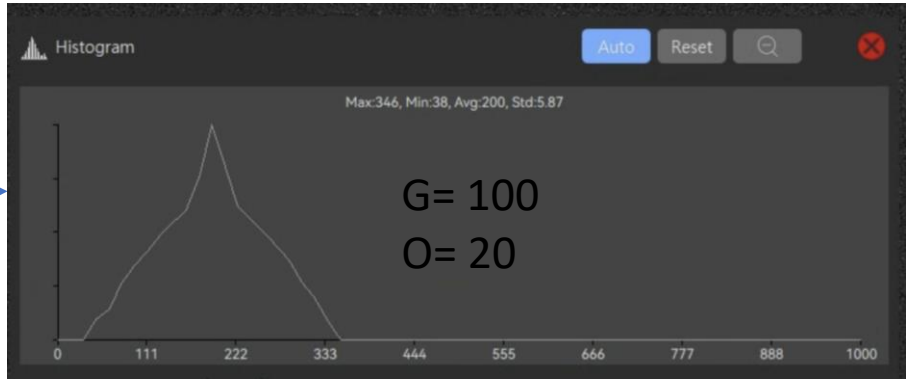 Histogram
Auto
Reset
Max:346, Min:38, Avg:200, Std:5.87
G= 100
O= 20
0 111 222 333 444 555 666 777 888 1000